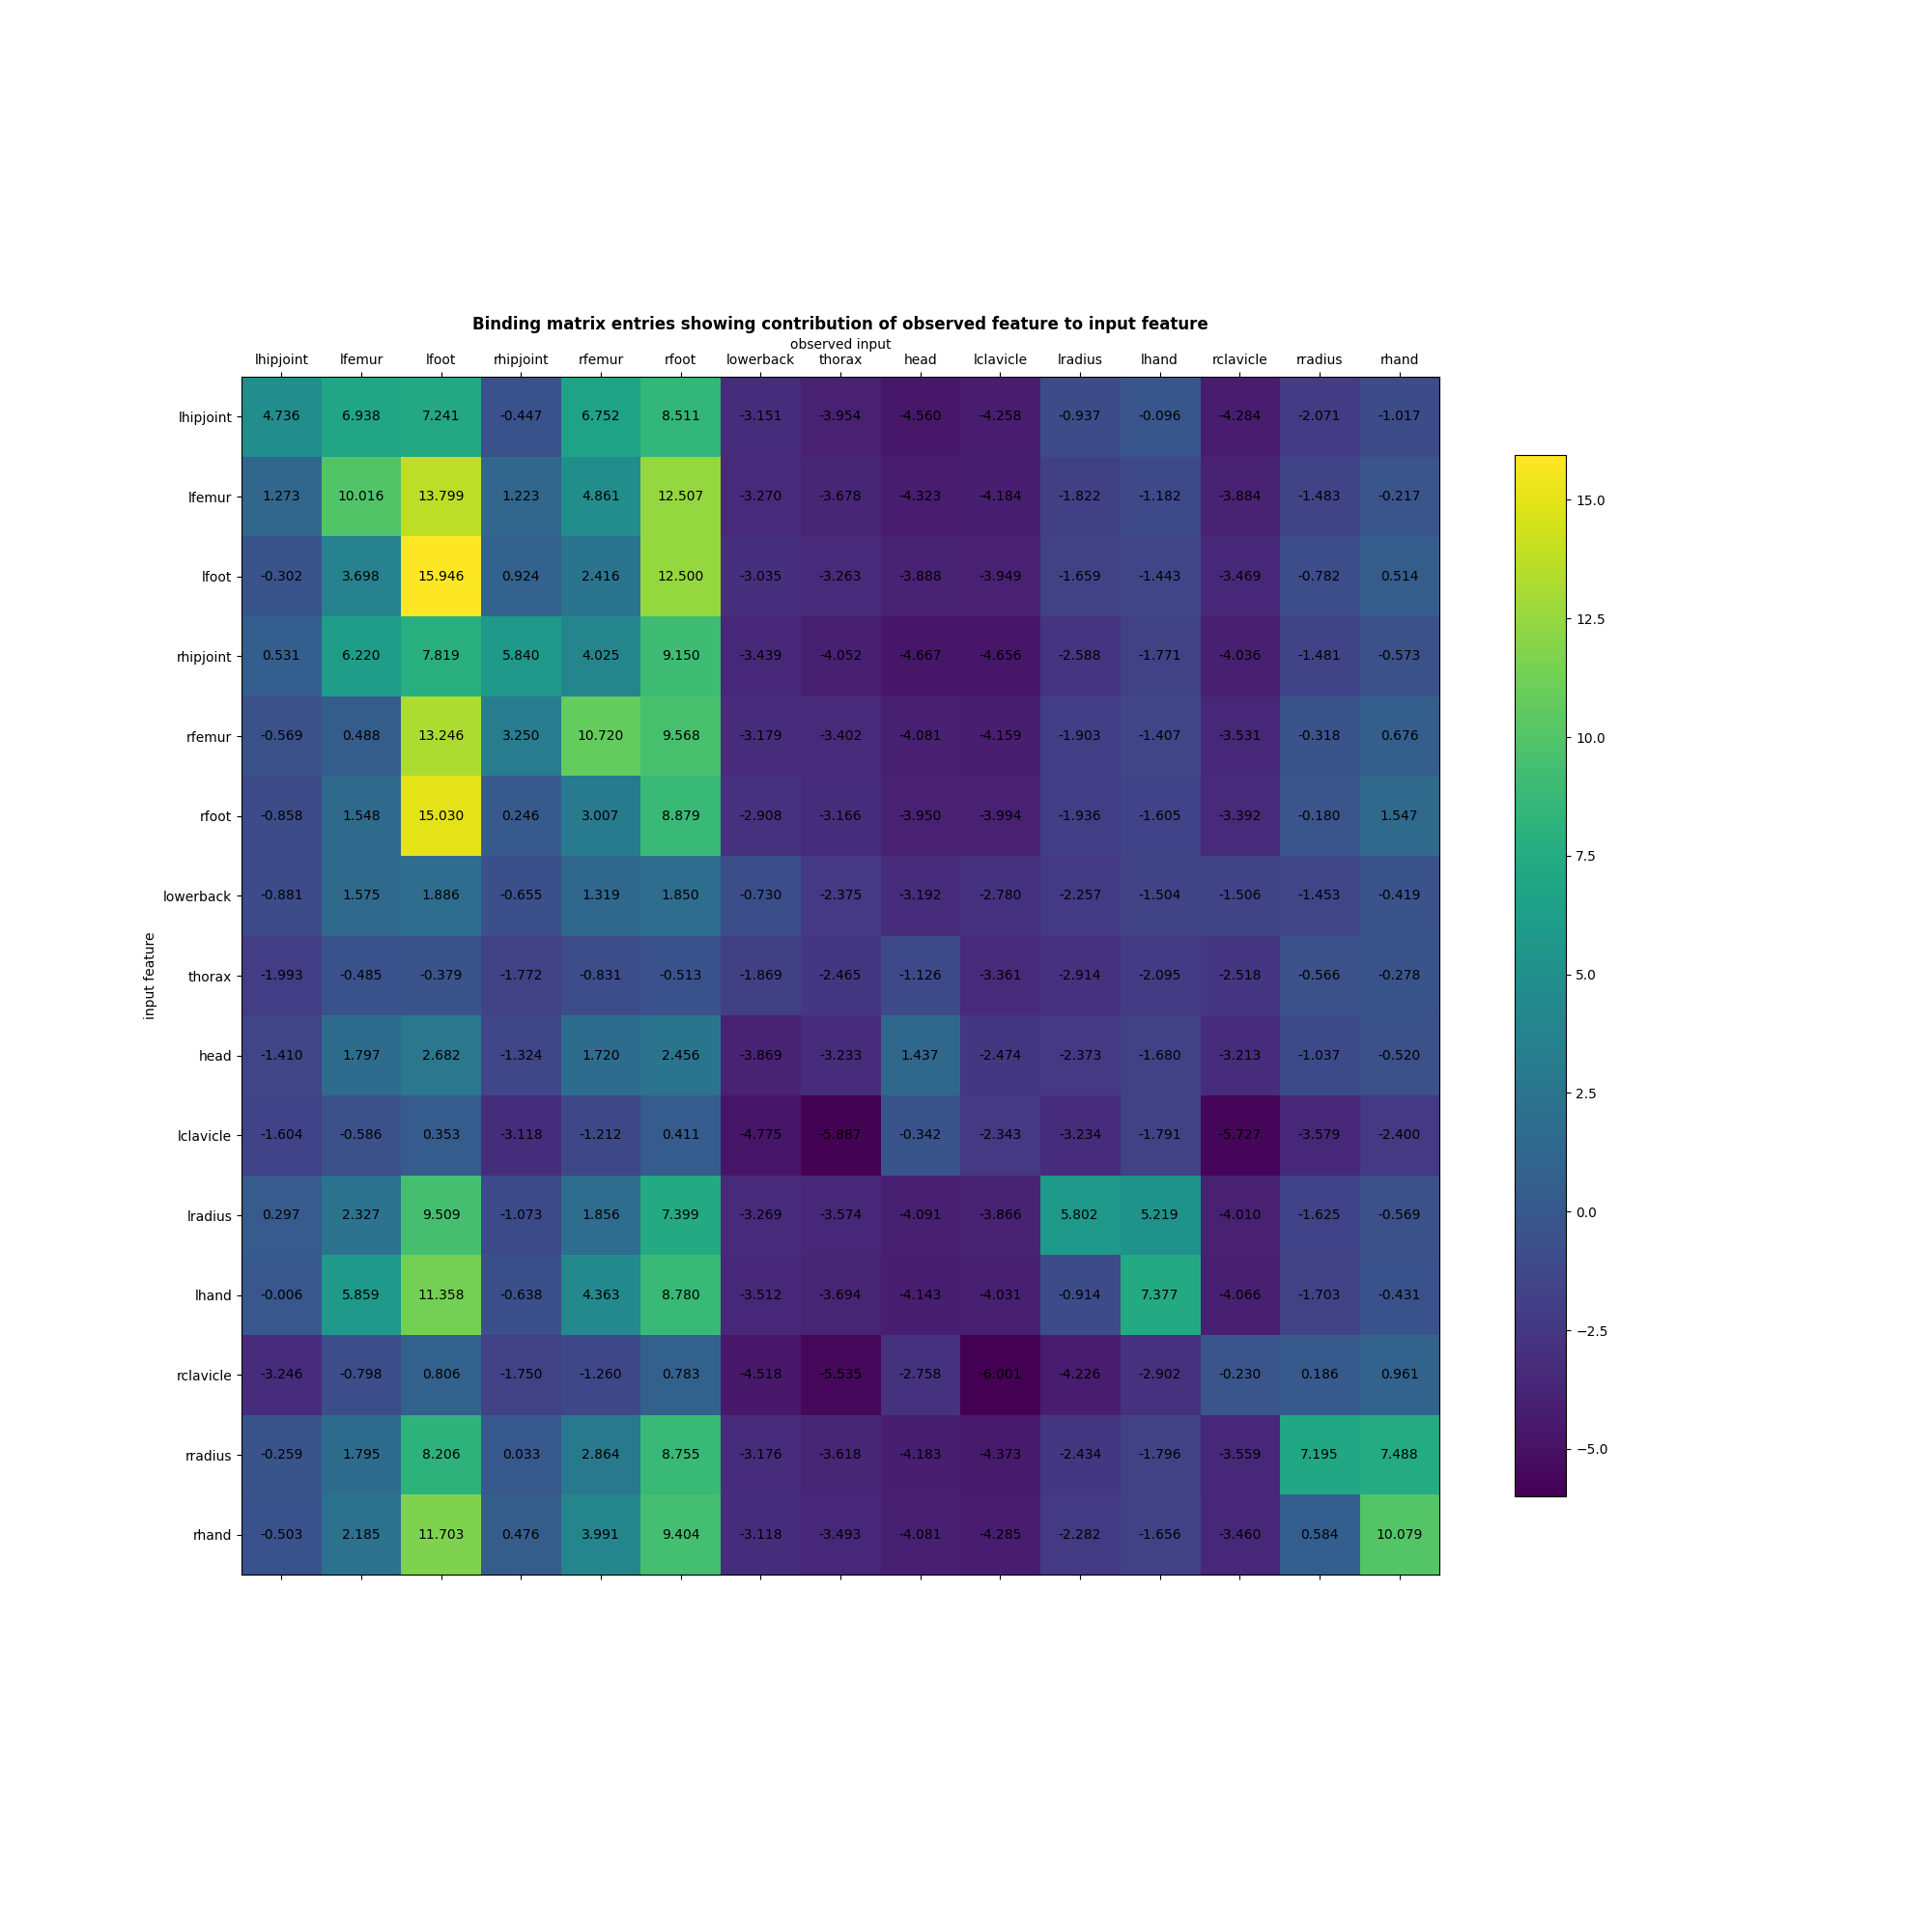 Binding matrix entries showing contribution of observed feature to input feature
observed input
lhipjoint lfemur lfoot rhipjoint rfemur rfoot lowerback thorax head lclavicle lradius lhand rclavicle rradius rhand
lhipjoint 4.736 6.938 7.241 -0.447 6.752 8.511 -3.151 -3.954 -4.560 -4.258 -0.937 -0.096 -4.284 -2.071 -1.017
lfemur 1.273 10.016 13.799 1.223 4.861 12.507 -3.270 -3.678 -4.323 -4.184 -1.822 -1.182 -3.884 -1.483 -0.217
lfoot -0.302 3.698 15.946 0.924 2.416 12.500 -3.035 -3.263 -3.888 -3.949 -1.659 -1.443 -3.469 -0.782 0.514
rhipjoint 0.531 6.220 7.819 5.840 4.025 9.150 -3.439 -4.052 -4.667 -4.656 -2.588 -1.771 -4.036 -1.481 -0.573
rfemur -0.569 0.488 13.246 3.250 10.720 9.568 -3.179 -3.402 -4.081 -4.159 -1.903 -1.407 -3.531 -0.318 0.676
rfoot -0.858 1.548 15.030 0.246 3.007 8.879 -2.908 -3.166 -3.950 -3.994 -1.936 -1.605 -3.392 -0.180 1.547
lowerback -0.881 1.575 1.886 -0.655 1.319 1.850 -0.730 -2.375 -3.192 -2.780 -2.257 -1.504 -1.506 -1.453 -0.419
thorax -1.993 -0.485 -0.379 -1.772 -0.831 -0.513 -1.869 -2.465 -1.126 -3.361 -2.914 -2.095 -2.518 -0.566 -0.278
head -1.410 1.797 2.682 -1.324 1.720 2.456 -3.869 -3.233 1.437 -2.474 -2.373 -1.680 -3.213 -1.037 -0.520
lclavicle -1.604 -0.586 0.353 -3.118 -1.212 0.411 -4.775 -5.887 -0.342 -2.343 -3.234 -1.791 -5.727 -3.579 -2.400
lradius 0.297 2.327 9.509 -1.073 1.856 7.399 -3.269 -3.574 -4.091 -3.866 5.802 5.219 -4.010 -1.625 -0.569
lhand -0.006 5.859 11.358 -0.638 4.363 8.780 -3.512 -3.694 -4.143 -4.031 -0.914 7.377 -4.066 -1.703 -0.431
rclavicle -3.246 -0.798 0.806 -1.750 -1.260 0.783 -4.518 -5.535 -2.758 -6.001 -4.226 -2.902 -0.230 0.186 0.961
rradius -0.259 1.795 8.206 0.033 2.864 8.755 -3.176 -3.618 -4.183 -4.373 -2.434 -1.796 -3.559 7.195 7.488
rhand -0.503 2.185 11.703 0.476 3.991 9.404 -3.118 -3.493 -4.081 -4.285 -2.282 -1.656 -3.460 0.584 10.079
input feature
15.0
12.5
10.0
7.5
5.0
2.5
0.0
−2.5
−5.0